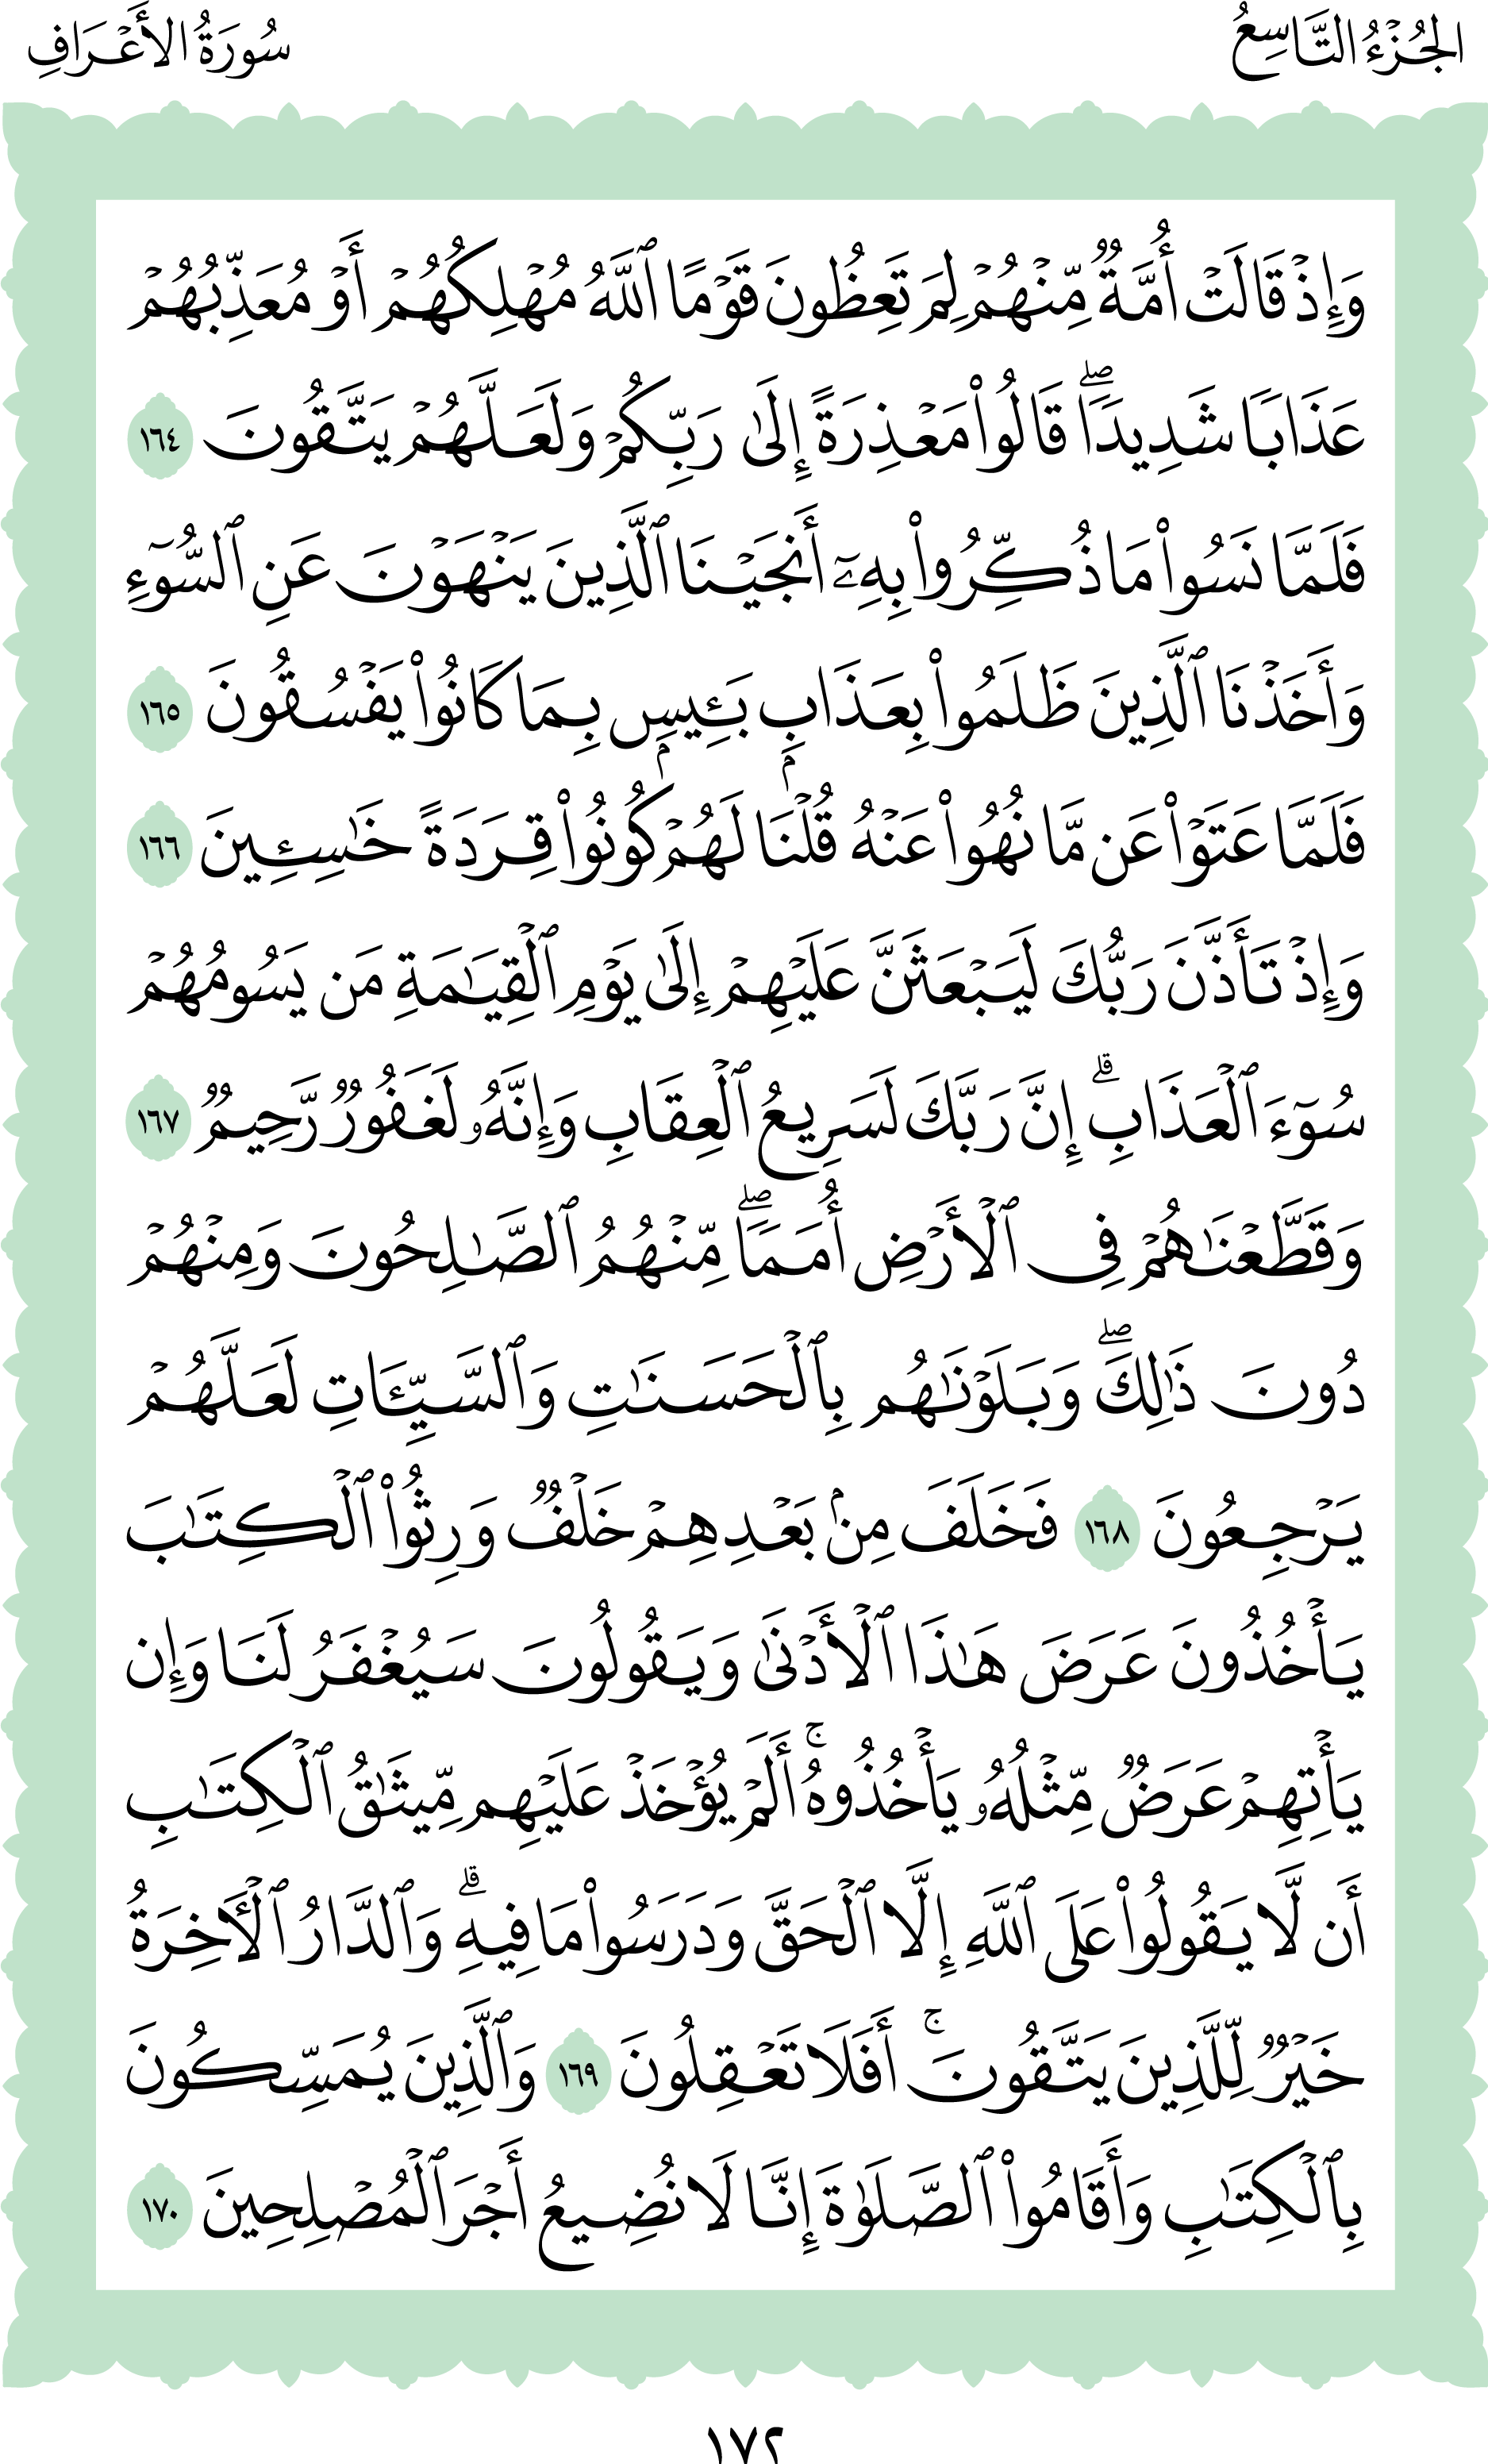 الجُزْءُ التَّاسِعُ
سُورَةُ الأَعْرَافِ
وَإِذْ قَالَتْ أُمَّةٌ مِّنْهُمْ لِمَ تَعِظُونَ قَوْمًا ٱللَّهُ مُهْلِكُهُمْ أَوْ مُعَذِّبُهُمْ
عَذَابًا شَدِيدًاۖ قَالُوا۟ مَعْذِرَةً إِلَىٰ رَبِّكُمْ وَلَعَلَّهُمْ يَتَّقُونَ ١٦٤
فَلَمَّا نَسُوا۟ مَا ذُكِّرُوا۟ بِهِۦٓ أَنجَيْنَا ٱلَّذِينَ يَنْهَوْنَ عَنِ ٱلسُّوٓءِ
وَأَخَذْنَا ٱلَّذِينَ ظَلَمُوا۟ بِعَذَابِۭ بَـِٔيسِۭ بِمَا كَانُوا۟ يَفْسُقُونَ ١٦٥
فَلَمَّا عَتَوْا۟ عَن مَّا نُهُوا۟ عَنْهُ قُلْنَا لَهُمْ كُونُوا۟ قِرَدَةً خَـٰسِـِٔينَ ١٦٦
وَإِذْ تَأَذَّنَ رَبُّكَ لَيَبْعَثَنَّ عَلَيْهِمْ إِلَىٰ يَوْمِ ٱلْقِيَـٰمَةِ مَن يَسُومُهُمْ
سُوٓءَ ٱلْعَذَابِۗ إِنَّ رَبَّكَ لَسَرِيعُ ٱلْعِقَابِ وَإِنَّهُۥ لَغَفُورٌ رَّحِيمٌ ١٦٧
وَقَطَّعْنَـٰهُمْ فِى ٱلْأَرْضِ أُمَمًاۖ مِّنْهُمُ ٱلصَّـٰلِحُونَ وَمِنْهُمْ
دُونَ ذَٰلِكَۖ وَبَلَوْنَـٰهُم بِٱلْحَسَنَـٰتِ وَٱلسَّيِّـَٔاتِ لَعَلَّهُمْ
يَرْجِعُونَ ١٦٨ فَخَلَفَ مِنۢ بَعْدِهِمْ خَلْفٌ وَرِثُوا۟ ٱلْكِتَـٰبَ
يَأْخُذُونَ عَرَضَ هَـٰذَا ٱلْأَدْنَىٰ وَيَقُولُونَ سَيُغْفَرُ لَنَا وَإِن
يَأْتِهِمْ عَرَضٌ مِّثْلُهُۥ يَأْخُذُوهُۚ أَلَمْ يُؤْخَذْ عَلَيْهِم مِّيثَـٰقُ ٱلْكِتَـٰبِ
أَن لَّا يَقُولُوا۟ عَلَى ٱللَّهِ إِلَّا ٱلْحَقَّ وَدَرَسُوا۟ مَا فِيهِۗ وَٱلدَّارُ ٱلْـَٔاخِرَةُ
خَيْرٌ لِّلَّذِينَ يَتَّقُونَۚ أَفَلَا تَعْقِلُونَ ١٦٩ وَٱلَّذِينَ يُمَسِّكُونَ
بِٱلْكِتَـٰبِ وَأَقَامُوا۟ ٱلصَّلَوٰةَ إِنَّا لَا نُضِيعُ أَجْرَ ٱلْمُصْلِحِينَ ١٧٠
١٧٢